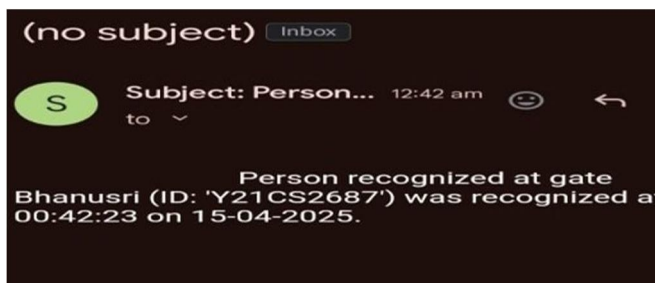 (no subject) Inbox
S
Subject: Person... 12:42 am
to
Person recognized at gate
Bhanusri (ID: 'Y21CS2687') was recognized
00:42:23 on 15-04-2025.